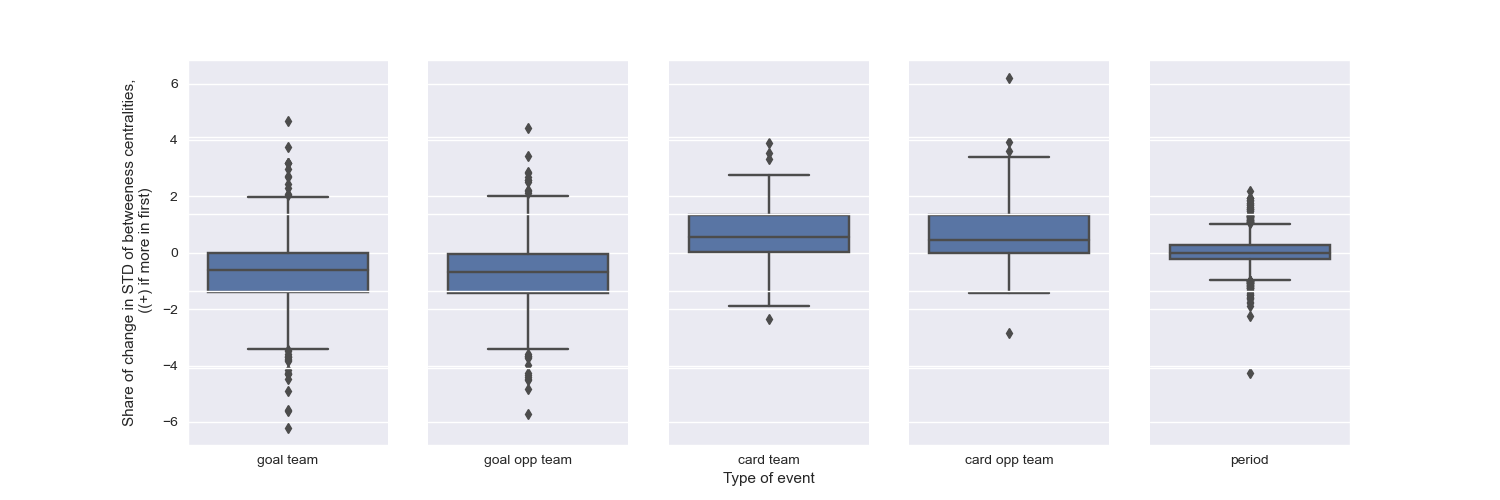 Share of change in STD of betweeness centralities,
((+) if more in first)
6
4
2
0
−2
−4
−6
goal team
goal opp team
card team
card opp team
period
Type of event